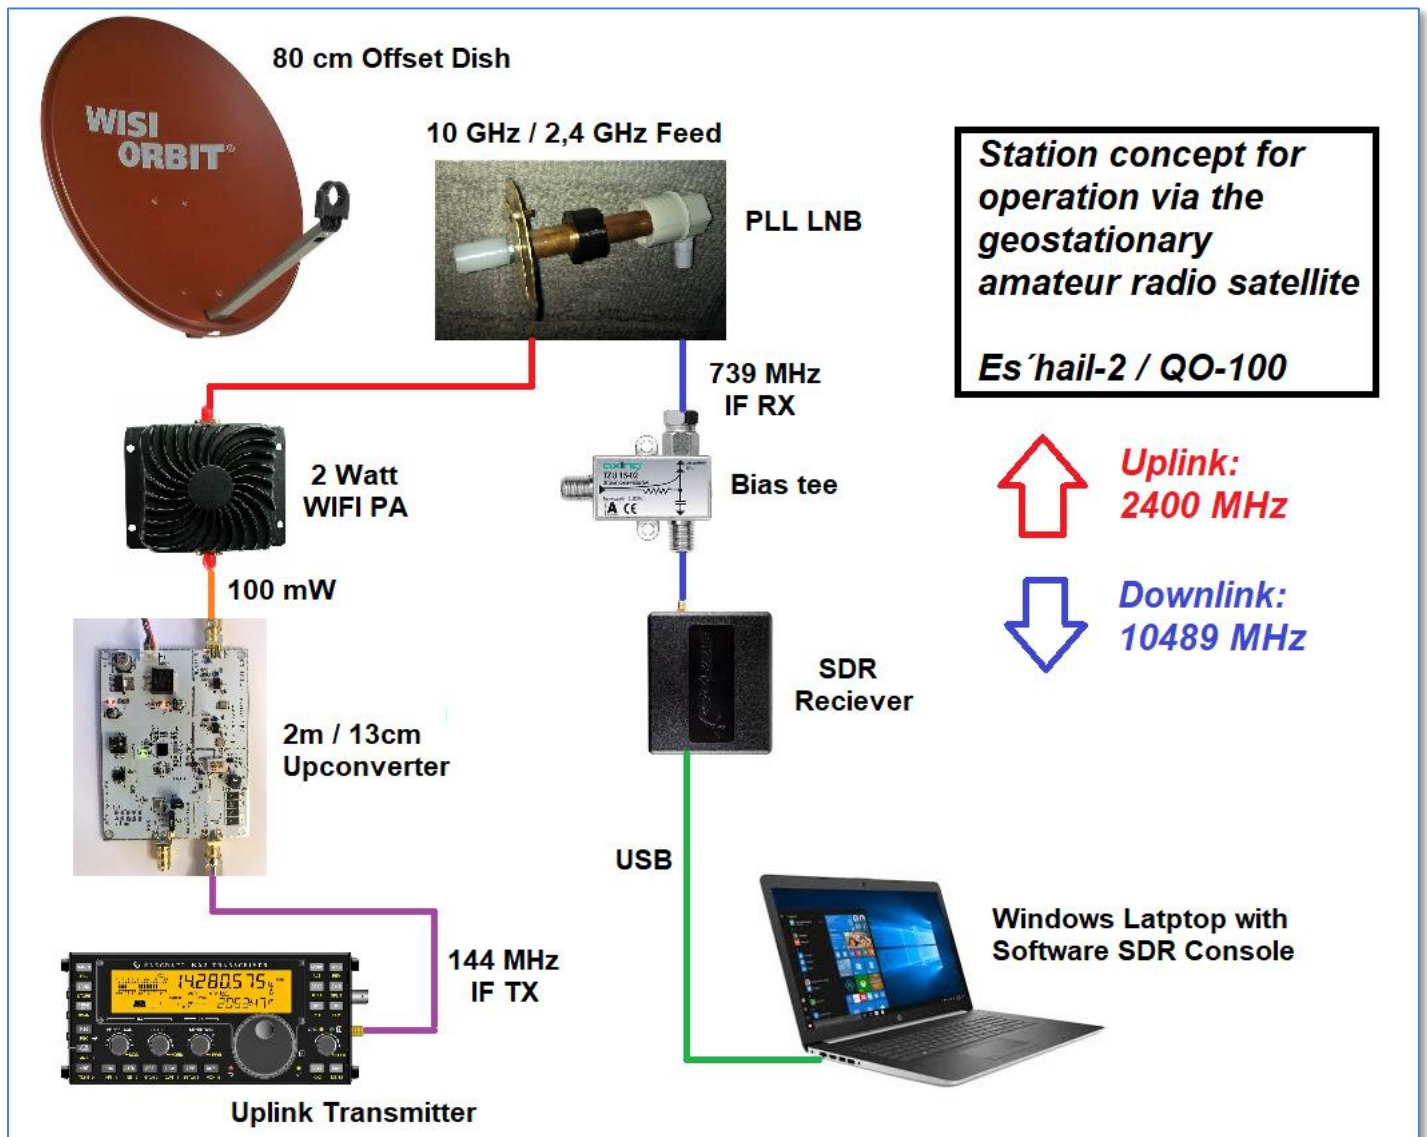 80 cm Offset Dish
WISI
ORBIT®
10 GHz / 2,4 GHz Feed
PLL LNB
Station concept for
operation via the
geostationary
amateur radio satellite
Es´hail-2 / QO-100
739 MHz
IF RX
2 Watt
WIFI PA
Bias tee
Uplink:
2400 MHz
100 mW
Downlink:
10489 MHz
SDR
Reciever
2m / 13cm
Upconverter
USB
Windows Latptop with
Software SDR Console
144 MHz
IF TX
14.280.575
Uplink Transmitter